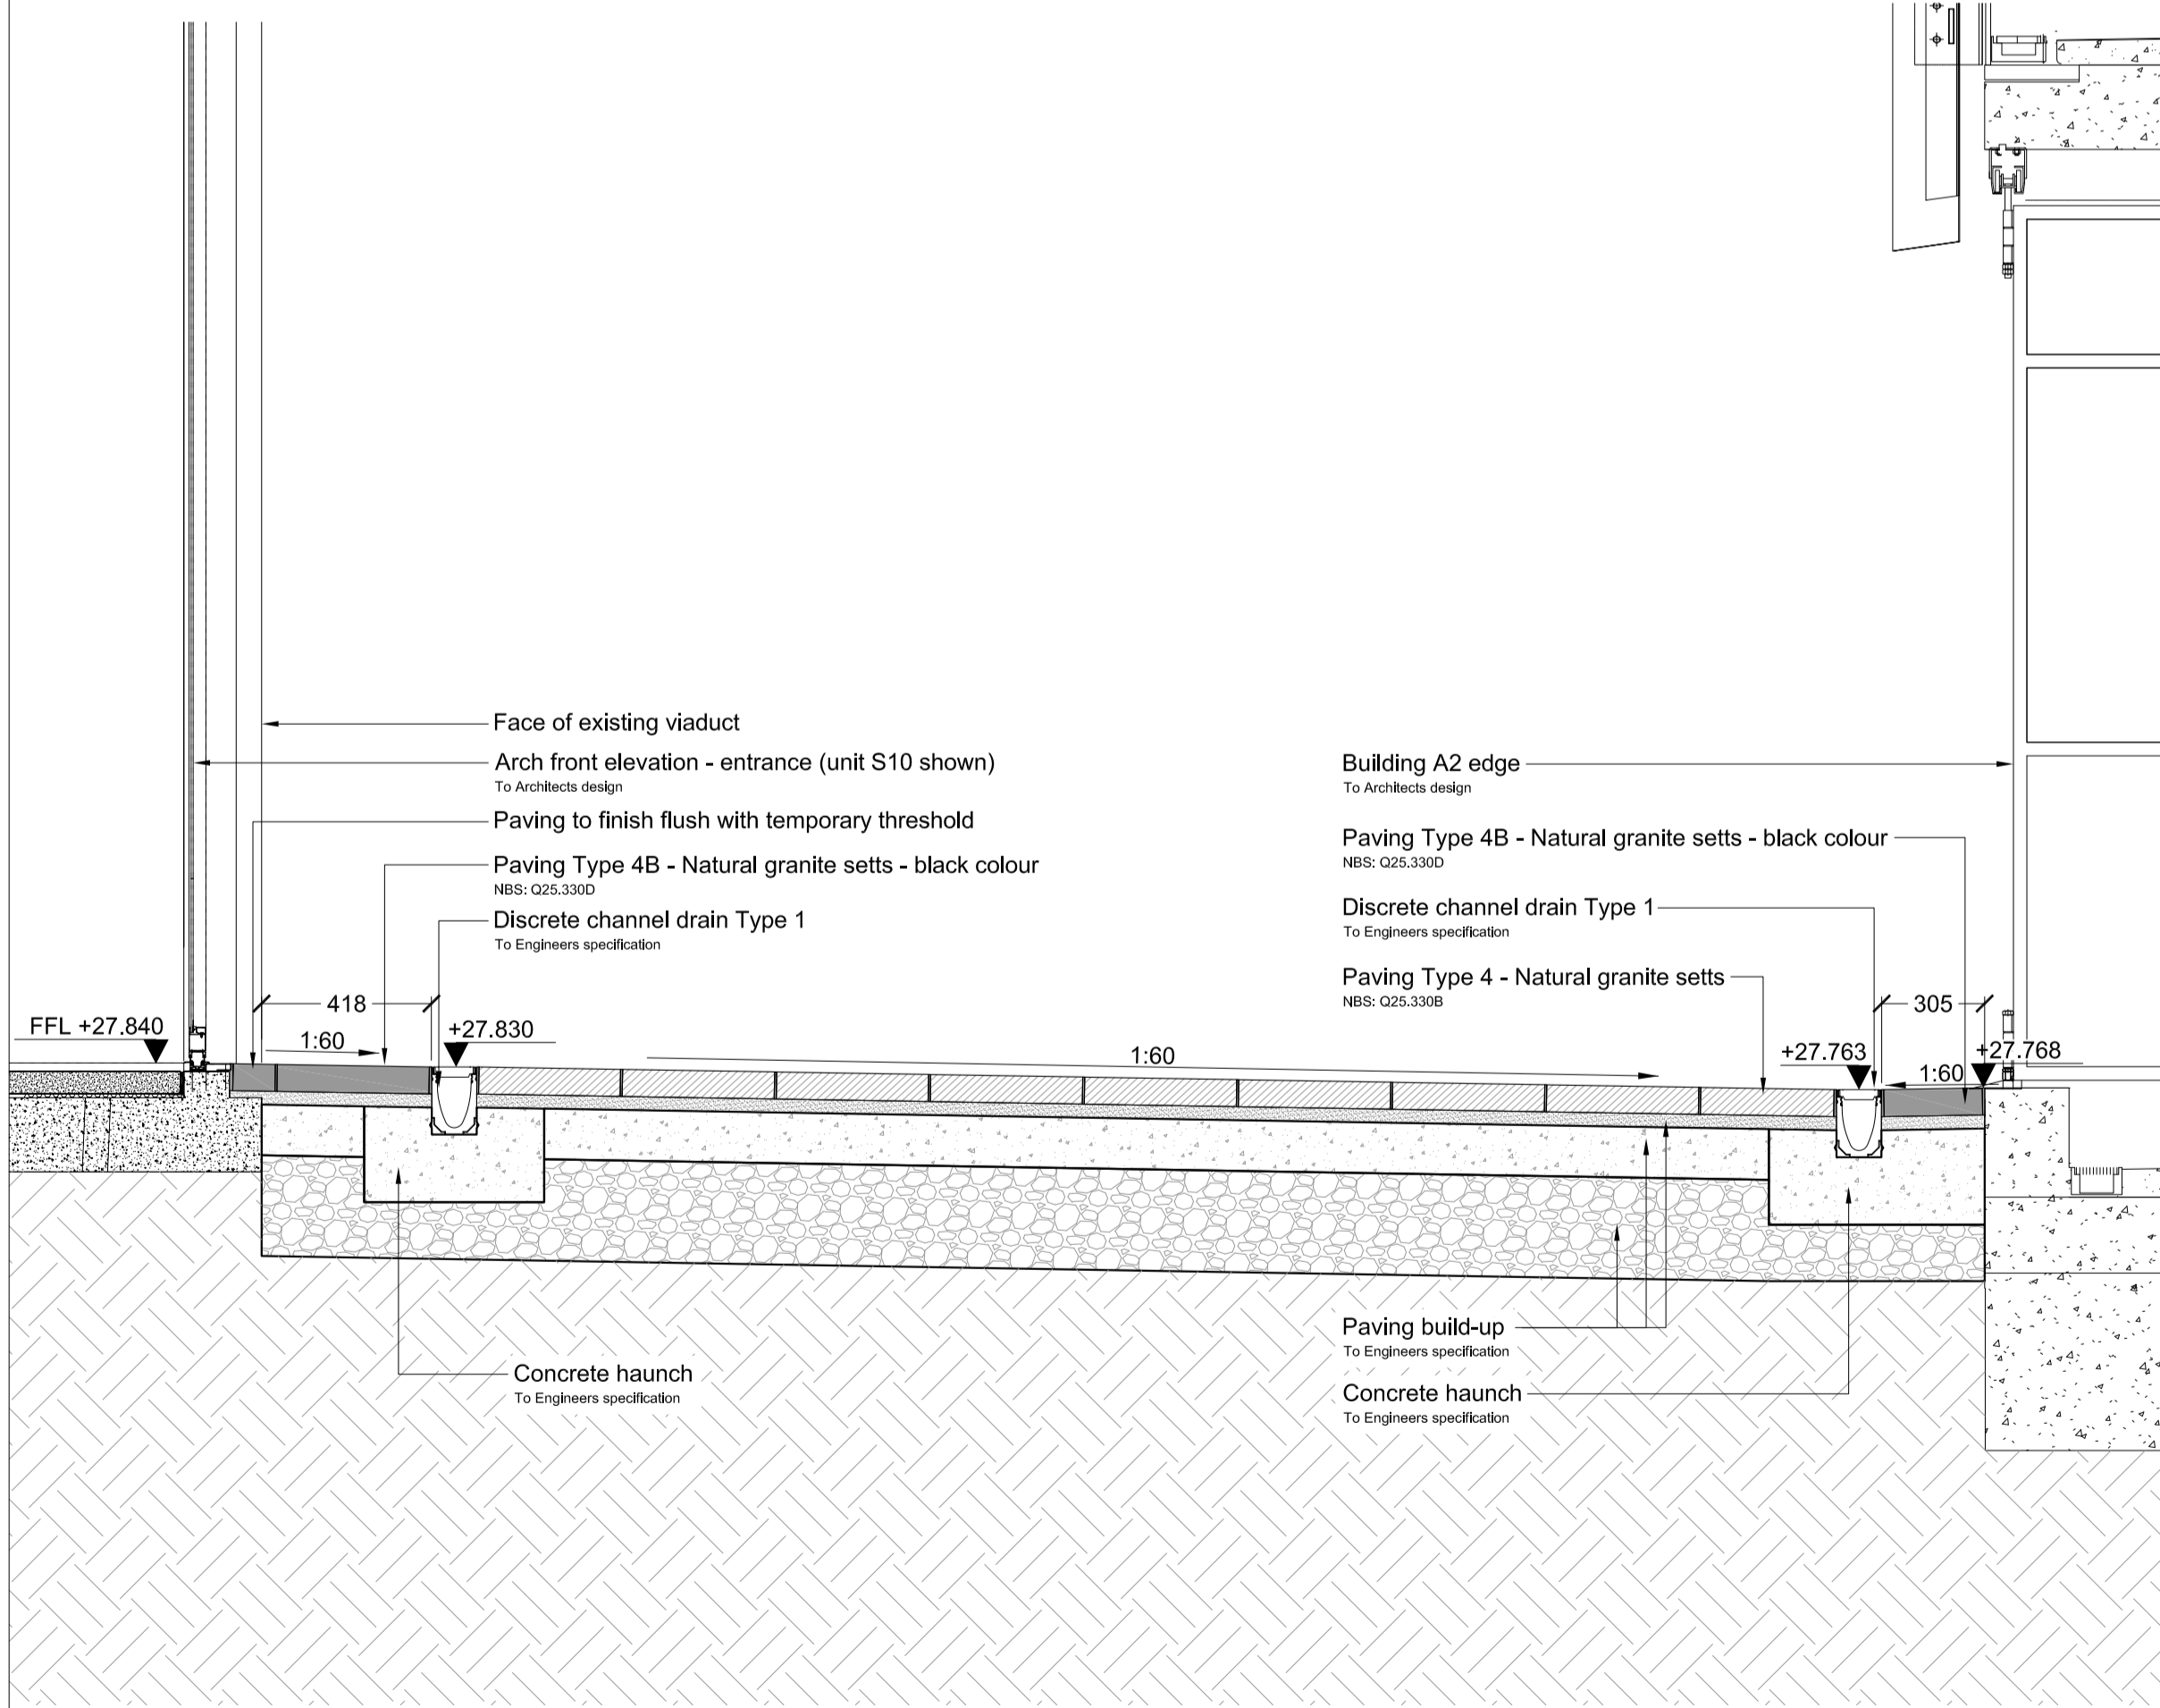 Face of existing viaduct
Arch front elevation - entrance (unit S10 shown)
To Architects design
Paving to finish flush with temporary threshold
Paving Type 4B - Natural granite setts - black colour
NBS: Q25.330D
Discrete channel drain Type 1
To Engineers specification
Building A2 edge
To Architects design
Paving Type 4B - Natural granite setts - black colour
NBS: Q25.330D
Discrete channel drain Type 1
To Engineers specification
Paving Type 4 - Natural granite setts
NBS: Q25.330B
418
305
FFL +27.840
1:60
+27.830
1:60
+27.763
+27.768
1:60
Paving build-up
To Engineers specification
Concrete haunch
To Engineers specification
Concrete haunch
To Engineers specification